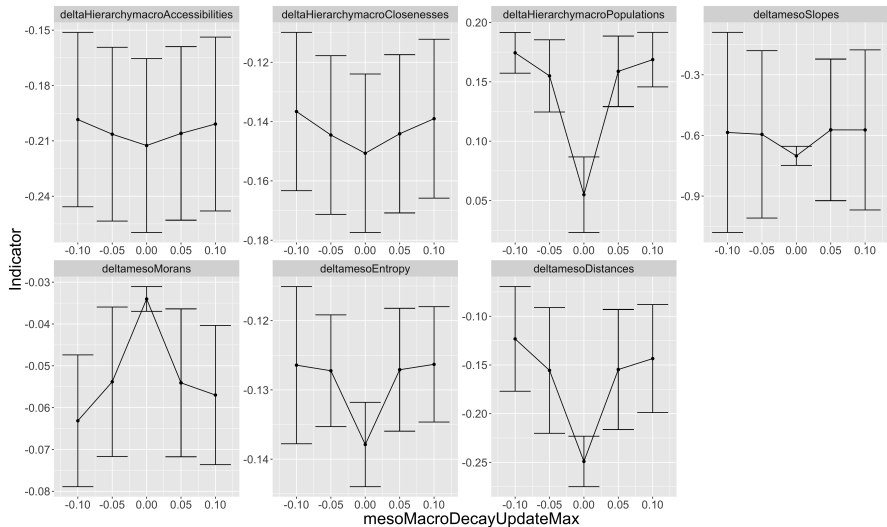 deltaHierarchymacroAccessibilities deltaHierarchymacroClosenesses deltaHierarchymacroPopulations deltamesoSlopes
-0.15 -0.12 0.20 -0.3
-0.18 -0.14 0.15 -0.6
-0.21 -0.16 0.10 -0.9
-0.24 -0.18 0.05
-0.10 -0.05 0.00 0.05 0.10 -0.10 -0.05 0.00 0.05 0.10 -0.10 -0.05 0.00 0.05 0.10 -0.10 -0.05 0.00 0.05 0.10
Indicator
deltamesoMorans deltamesoEntropy deltamesoDistances
-0.03 -0.12 -0.10
-0.04 -0.13 -0.15
-0.05 -0.14 -0.20
-0.06 -0.25
-0.07
-0.08
-0.10 -0.05 0.00 0.05 0.10 -0.10 -0.05 0.00 0.05 0.10 -0.10 -0.05 0.00 0.05 0.10
mesoMacroDecayUpdateMax